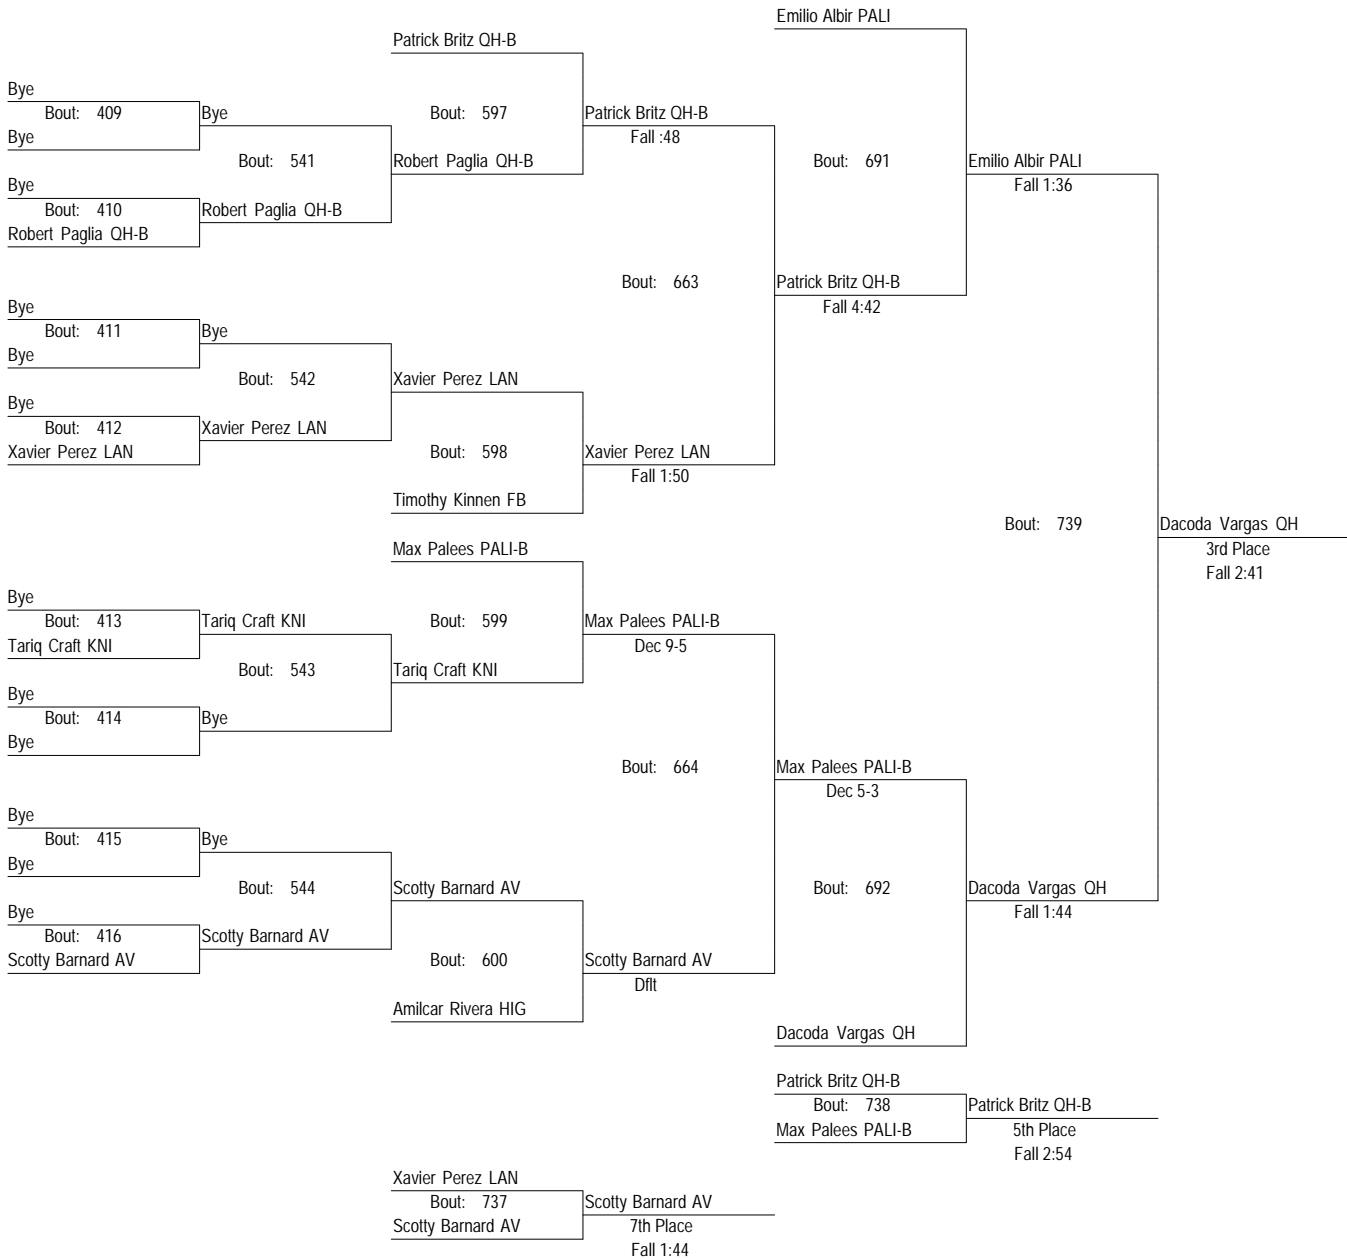 Emilio Albir PALI
Patrick Britz QH-B
Bye
Bout: 409
Bye
Bout: 597
Patrick Britz QH-B
Bye
Fall :48
Bout: 541
Robert Paglia QH-B
Bout: 691
Emilio Albir PALI
Bye
Fall 1:36
Bout: 410
Robert Paglia QH-B
Robert Paglia QH-B
Bout: 663
Patrick Britz QH-B
Bye
Fall 4:42
Bout: 411
Bye
Bye
Bout: 542
Xavier Perez LAN
Bye
Bout: 412
Xavier Perez LAN
Xavier Perez LAN
Bout: 598
Xavier Perez LAN
Fall 1:50
Timothy Kinnen FB
Bout: 739
Dacoda Vargas QH
Max Palees PALI-B
3rd Place
Fall 2:41
Bye
Bout: 413
Tariq Craft KNI
Bout: 599
Max Palees PALI-B
Tariq Craft KNI
Dec 9-5
Bout: 543
Tariq Craft KNI
Bye
Bout: 414
Bye
Bye
Bout: 664
Max Palees PALI-B
Dec 5-3
Bye
Bout: 415
Bye
Bye
Bout: 544
Scotty Barnard AV
Bout: 692
Dacoda Vargas QH
Bye
Fall 1:44
Bout: 416
Scotty Barnard AV
Scotty Barnard AV
Bout: 600
Scotty Barnard AV
Dflt
Amilcar Rivera HIG
Dacoda Vargas QH
Patrick Britz QH-B
Bout: 738
Patrick Britz QH-B
Max Palees PALI-B
5th Place
Fall 2:54
Xavier Perez LAN
Bout: 737
Scotty Barnard AV
Scotty Barnard AV
7th Place
Fall 1:44